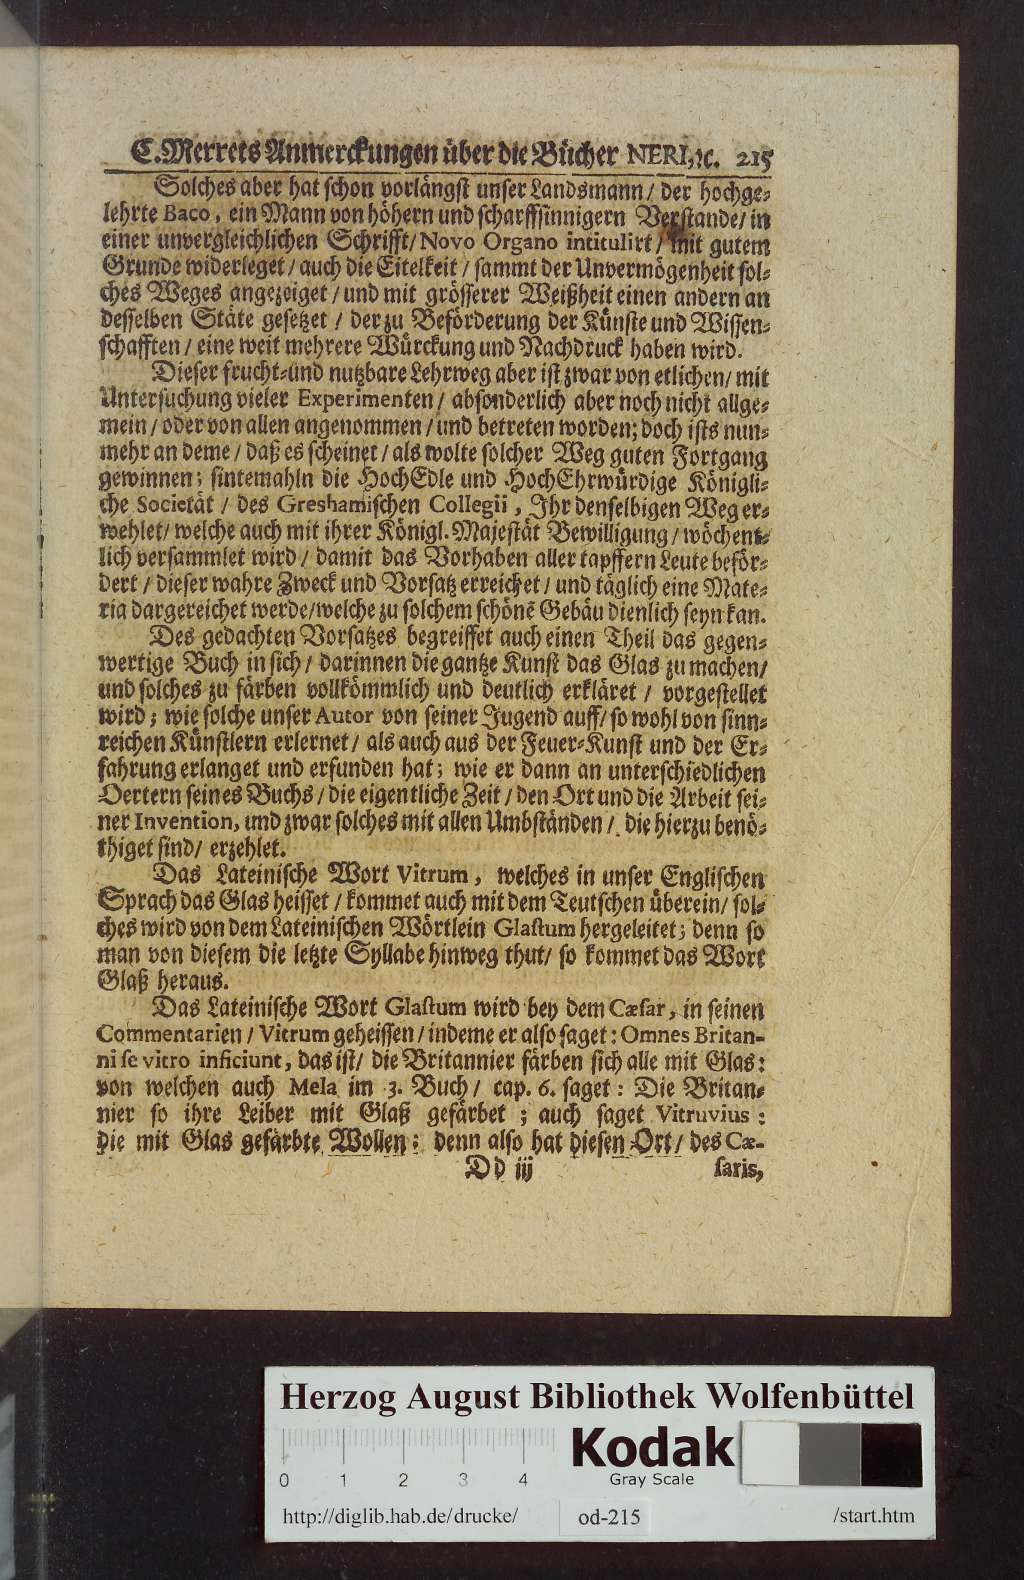 C. Merrets Anmerckungen über die Bücher NERI, ꝛc. 215
Solches aber hat schon vorlängst unser Landsmann / der hochge-
lehrte Baco, ein Mann von höhern und scharffsinnigern Verstande / in
einer unvergleichlichen Schrifft / Novo Organo intitulirt / mit gutem
Grunde widerleget / auch die Eitelkeit / sammt der Unvermögenheit sol-
ches Weges angezeiget / und mit grösserer Weißheit einen andern an
desselben Stäte gesetzet / der zu Beförderung der Künste und Wissen-
schafften / eine weit mehrere Würckung und Nachdruck haben wird.
Dieser frucht- und nutzbare Lehrweg aber ist zwar von etlichen / mit
Untersuchung vieler Experimenten / absonderlich aber noch nicht allge-
mein / oder von allen angenommen / und betreten worden; doch ists nun-
mehr an deme / daß es scheinet / als wolte solcher Weg guten Fortgang
gewinnen; sintemahln die HochEdle und HochEhrwürdige Königli-
che Societät / des Greshamischen Collegii, Ihr denselbigen Weg er-
wehlet / welche auch mit ihrer Königl. Majestät Bewilligung / wöchent-
lich versammlet wird / damit das Vorhaben aller tapffern Leute beför-
dert / dieser wahre Zweck und Vorsatz erreichet / und täglich eine Mate-
ria dargereichet werde / welche zu solchem schönẽ Gebäu dienlich seyn kan.
Des gedachten Vorsatzes begreiffet auch einen Theil das gegen-
wertige Buch in sich / darinnen die gantze Kunst das Glas zu machen /
und solches zu färben vollkömmlich und deutlich erkläret / vorgestellet
wird; wie solche unser Autor von seiner Jugend auff / so wohl von sinn-
reichen Künstlern erlernet / als auch aus der Feuer-Kunst und der Er-
fahrung erlanget und erfunden hat; wie er dann an unterschiedlichen
Oertern seines Buchs / die eigentliche Zeit / den Ort und die Arbeit sei-
ner Invention, und zwar solches mit allen Umbständen / die hierzu benö-
thiget sind / erzehlet.
Das Lateinische Wort Vitrum, welches in unser Englischen
Sprach das Glas heisset / kommet auch mit dem Teutschen überein / sol-
ches wird von dem Lateinischen Wörtlein Glastum hergeleitet; denn so
man von diesem die letzte Syllabe hinweg thut / so kommet das Wort
Glaß heraus.
Das Lateinische Wort Glastum wird bey dem Cæsar, in seinen
Commentarien / Vitrum geheissen / indeme er also saget: Omnes Britan-
ni se vitro inficiunt, das ist / die Britannier färben sich alle mit Glas:
von welchen auch Mela im 3. Buch / cap. 6. saget: Die Britan-
nier so ihre Leiber mit Glaß gefärbet; auch saget Vitruvius:
die mit Glas gefärbte Wollen; denn also hat diesen Ort / des Cæ-
Dd iij saris,
Herzog August Bibliothek Wolfenbüttel
0 1 2 3 4
Kodak
Gray Scale
http://diglib.hab.de/drucke/ od-215 /start.htm